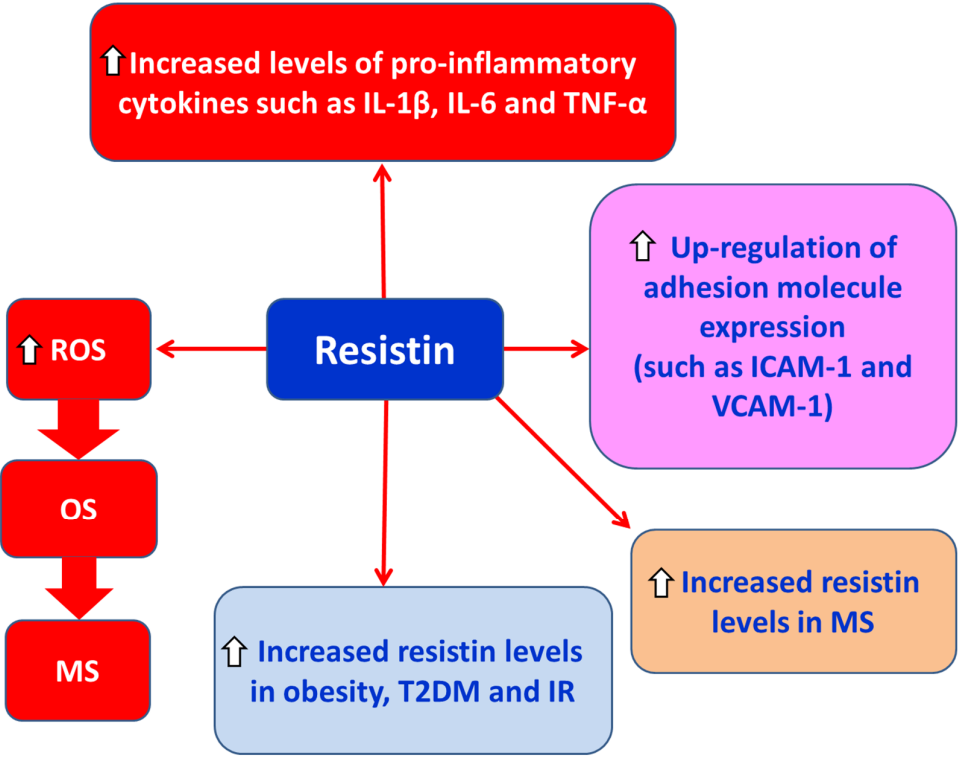 Increased levels of pro-inflammatory
cytokines such as IL-1β, IL-6 and TNF-α
Up-regulation of
adhesion molecule
expression
(such as ICAM-1 and
VCAM-1)
Resistin
ROS
OS
MS
Increased resistin levels
in obesity, T2DM and IR
Increased resistin
levels in MS